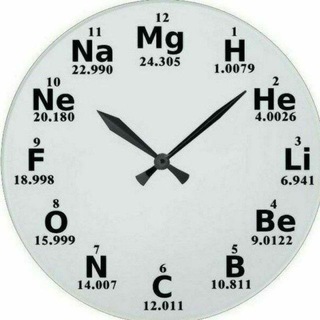 12
Mg
24.305
1
H
1.0079
2
He
4.0026
3
Li
6.941
4
Be
9.0122
5
B
10.811
6
C
12.011
7
N
14.007
8
O
15.999
9
F
18.998
10
Ne
20.180
11
Na
22.990